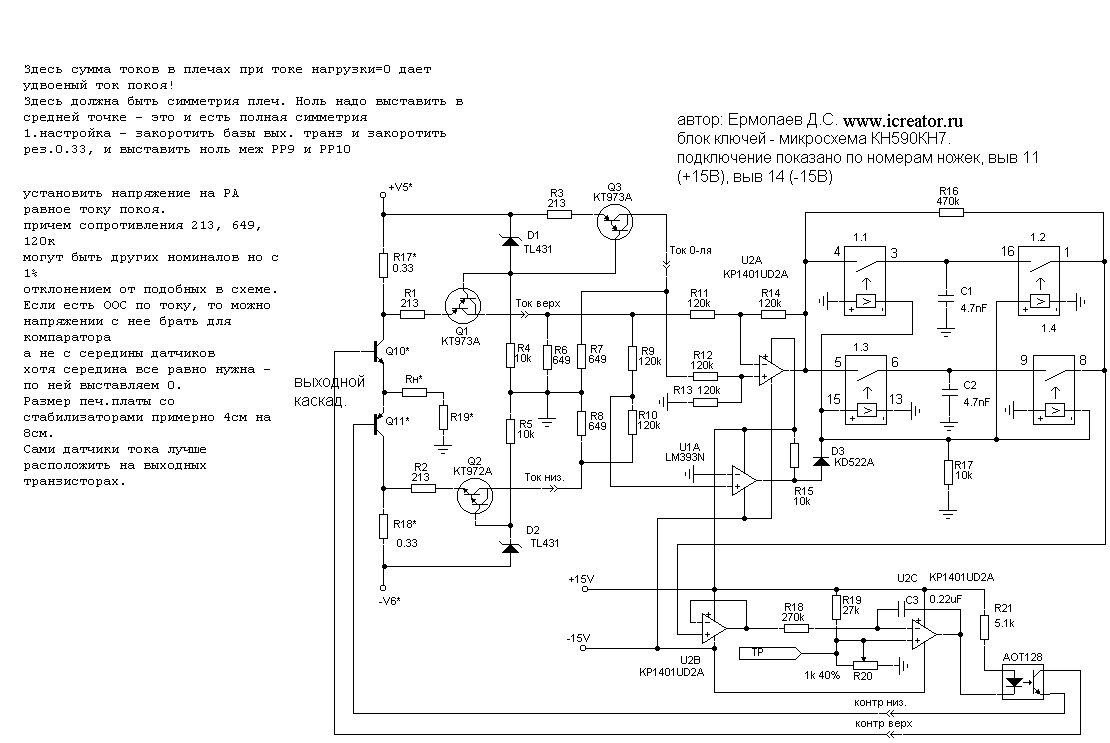 Здесь сумма токов в плечах при токе нагрузки=0 дает
удвоеный ток покоя!
Здесь должна быть симметрия плеч. Ноль надо выставить в
средней точке – это и есть полная симметрия
1.настройка – закоротить базы вых. транз и закоротить
рез.0.33, и выставить ноль меж РР9 и РР10
автор: Ермолаев Д.С. www.icreator.ru
блок ключей - микросхема КН590КН7.
подключение показано по номерам ножек, выв 11
(+15В), выв 14 (-15В)
установить напряжение на РА
равное току покоя.
причем сопротивления 213, 649,
120к
могут быть других номиналов но с
1%
отклонением от подобных в схеме.
Если есть ООС по току, то можно
напряжении с нее брать для
компаратора
а не с середины датчиков
хотя середина все равно нужна –
по ней выставляем 0.
Размер печ.платы со
стабилизаторами примерно 4см на
8см.
Сами датчики тока лучше
расположить на выходных
транзисторах.
+V5*
R17*
0.33
R1
213
Q1
KT973A
D1
TL431
R3
213
Q3
KT973A
Ток 0-ля
Ток верх
Q10*
ВЫХОДНОЙ
каскад.
Rн*
R19*
Q11*
R4
10k
R6
649
R7
649
R9
120k
R5
10k
R8
649
R10
120k
R2
213
Q2
KT972A
Ток низ.
R18*
0.33
D2
TL431
-V6*
U2A
KP1401UD2A
R11
120k
R14
120k
R12
120k
R13 120k
U1A
LM393N
R15
10k
D3
KD522A
R16
470k
4
1.1
3
C1
4.7nF
16
1.2
1
1.4
5
1.3
6
15
13
C2
4.7nF
9
8
R17
10k
+15V
-15V
U2B
KP1401UD2A
R18
270k
TP
R19
27k
1k 40%
R20
C3
0.22uF
U2C
KP1401UD2A
R21
5.1k
AOT128
контр низ.
контр верх